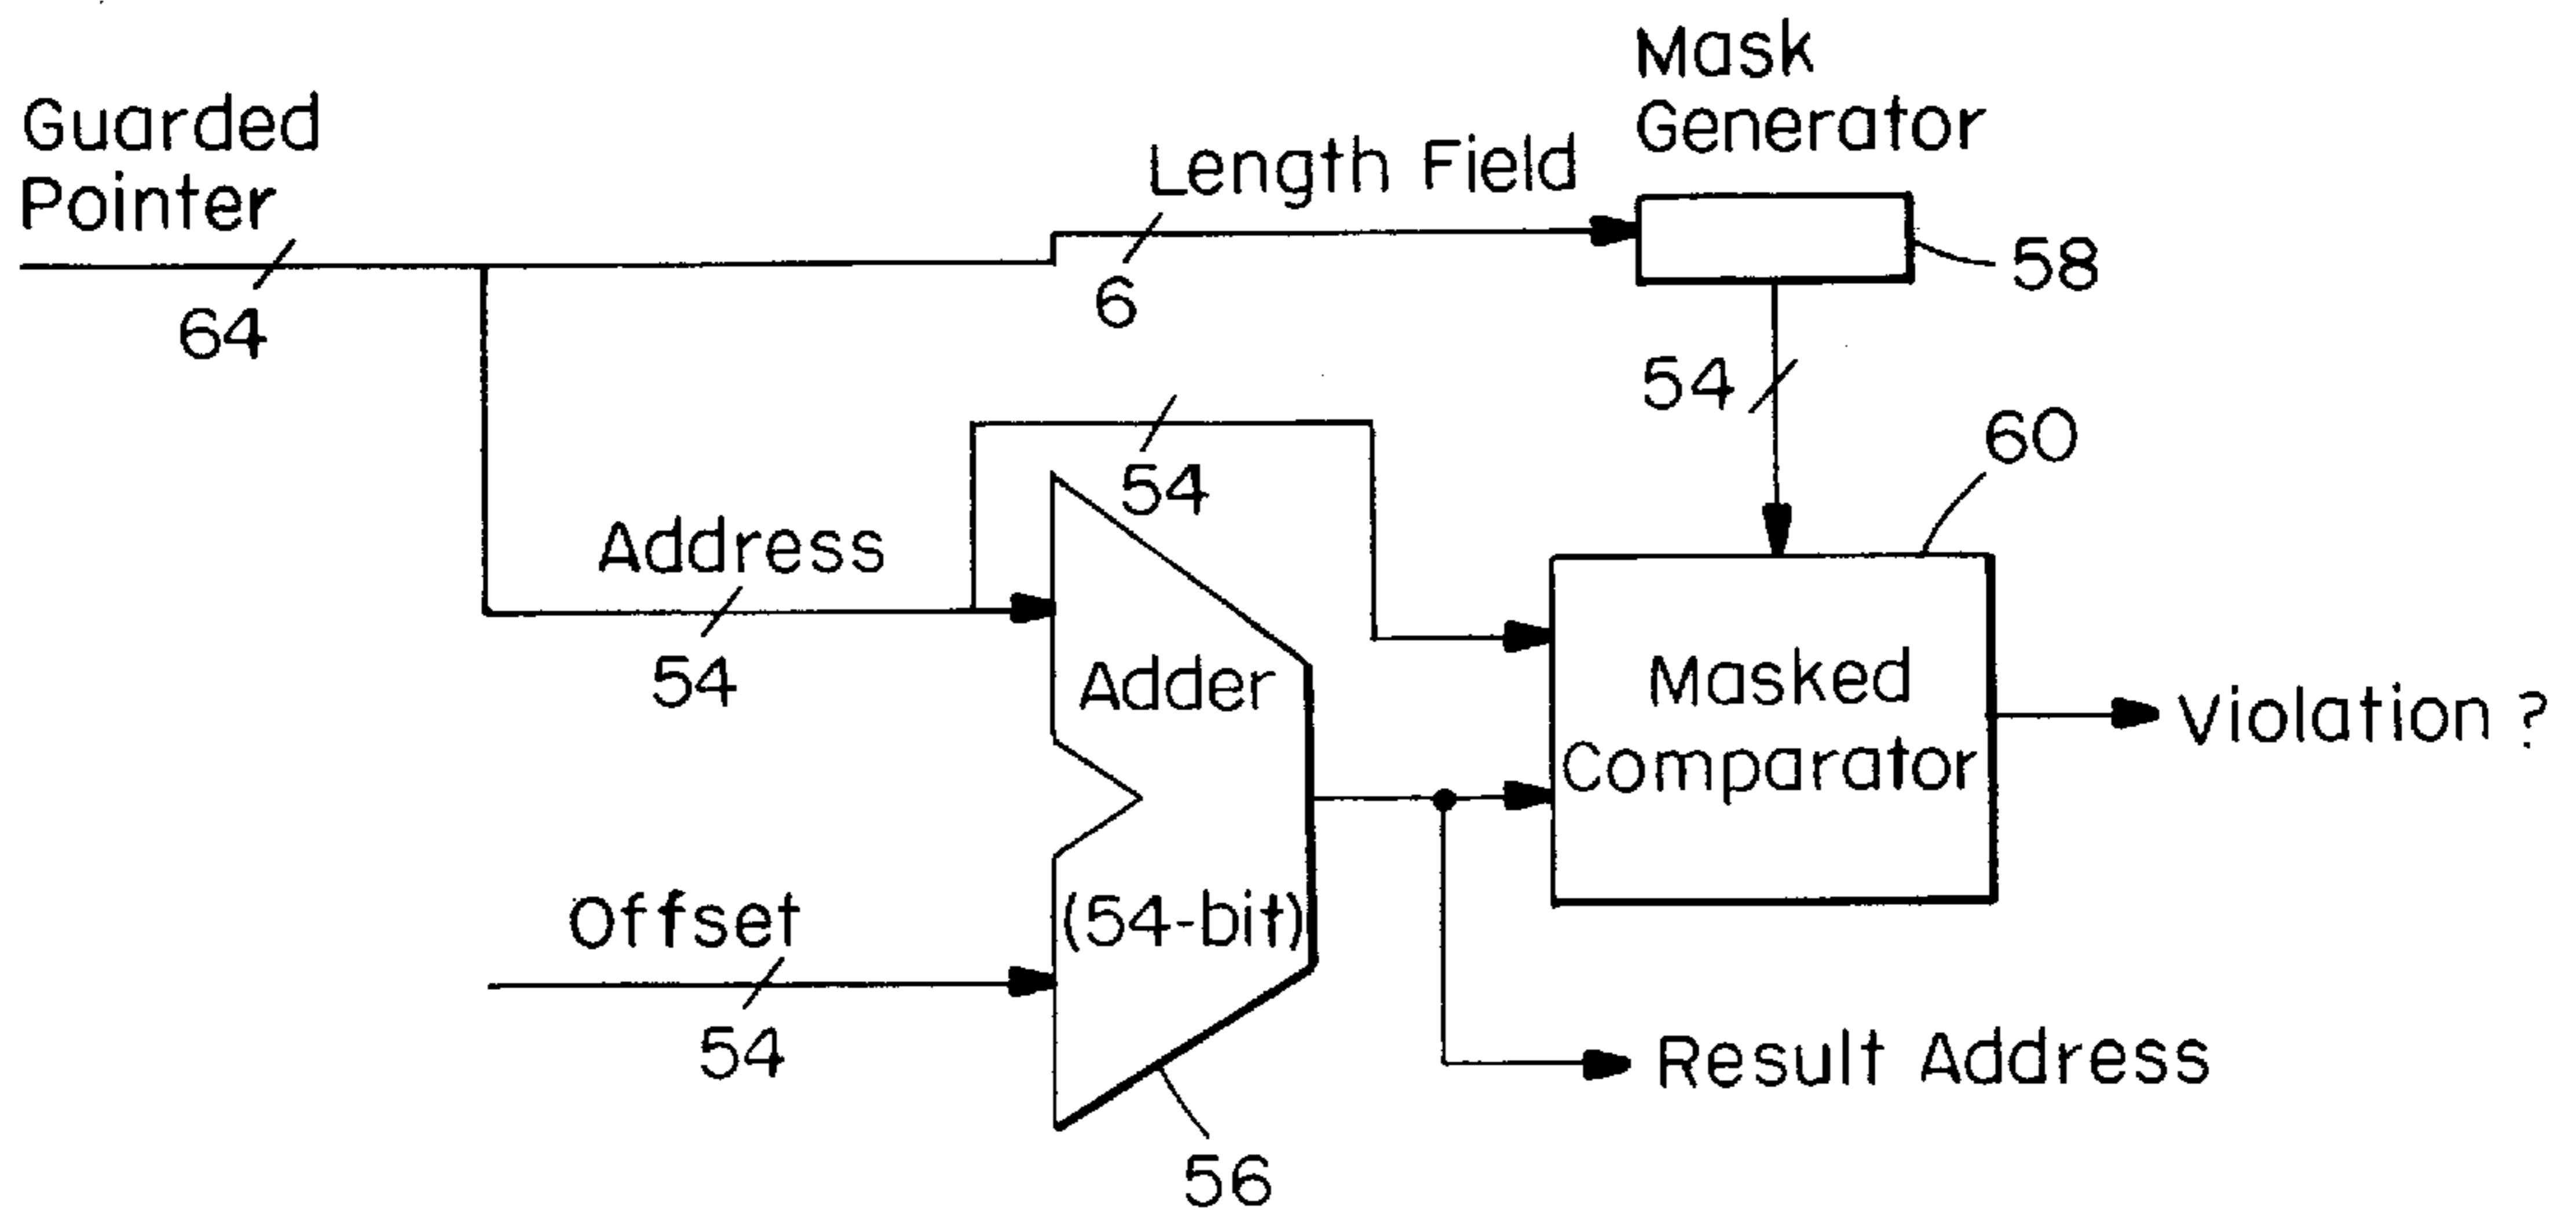 Mask
Generator
Guarded
Pointer
Length Field
58
6
64
54
60
54
Address
54
Adder
Masked
Comparator
Violation ?
Offset
(54-bit)
54
Result Address
56